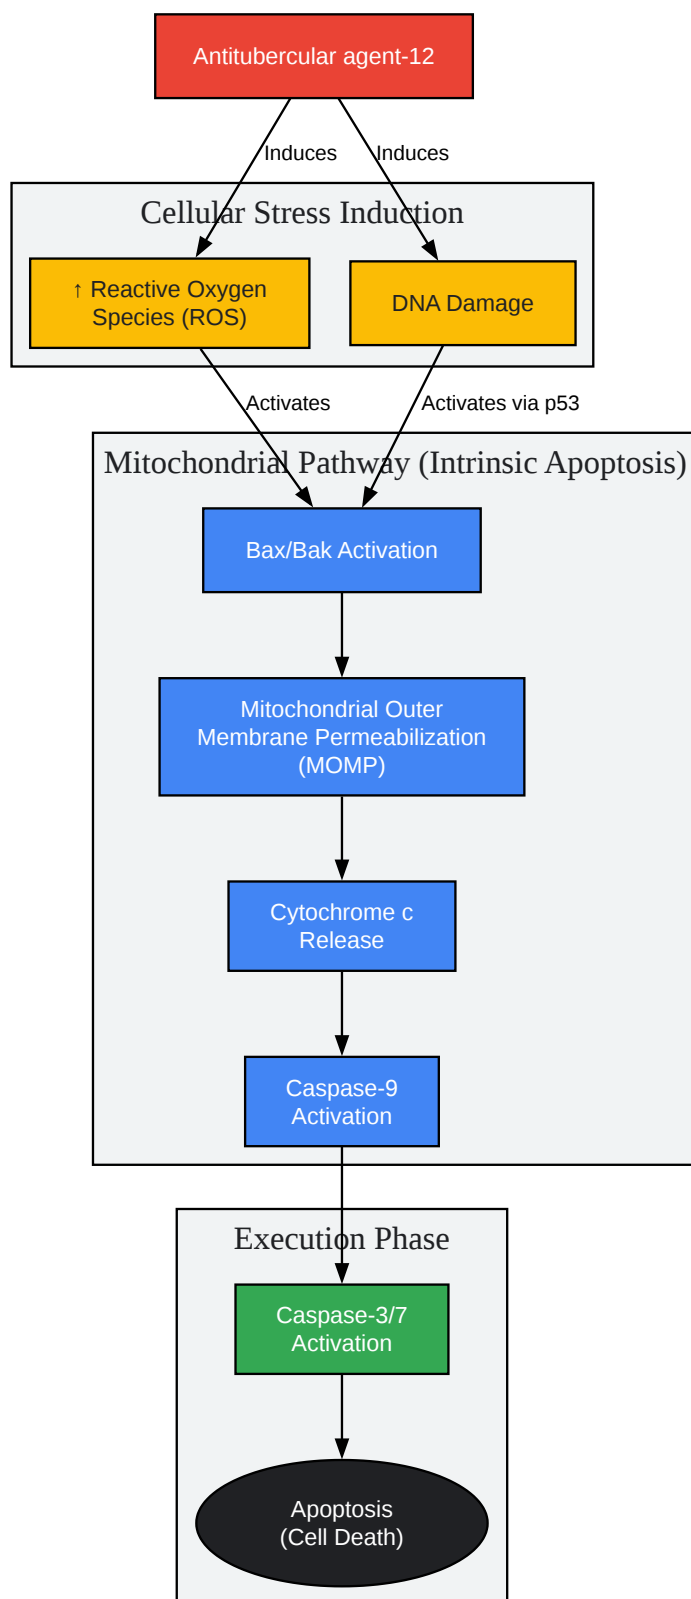 Antitubercular agent-12
Induces
Induces
Cellular Stress Induction
↑ Reactive Oxygen
Species (ROS)
DNA Damage
Activates
Activates via p53
Mitochondrial Pathway (Intrinsic Apoptosis)
Bax/Bak Activation
Mitochondrial Outer
Membrane Permeabilization
(MOMP)
Cytochrome c
Release
Caspase-9
Activation
Execution Phase
Caspase-3/7
Activation
Apoptosis
(Cell Death)